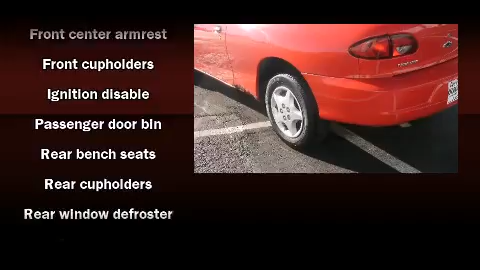 Front center armrest
Front cupholders
Ignition disable
Passenger door bin
Rear bench seats
Rear cupholders
Rear window defroster